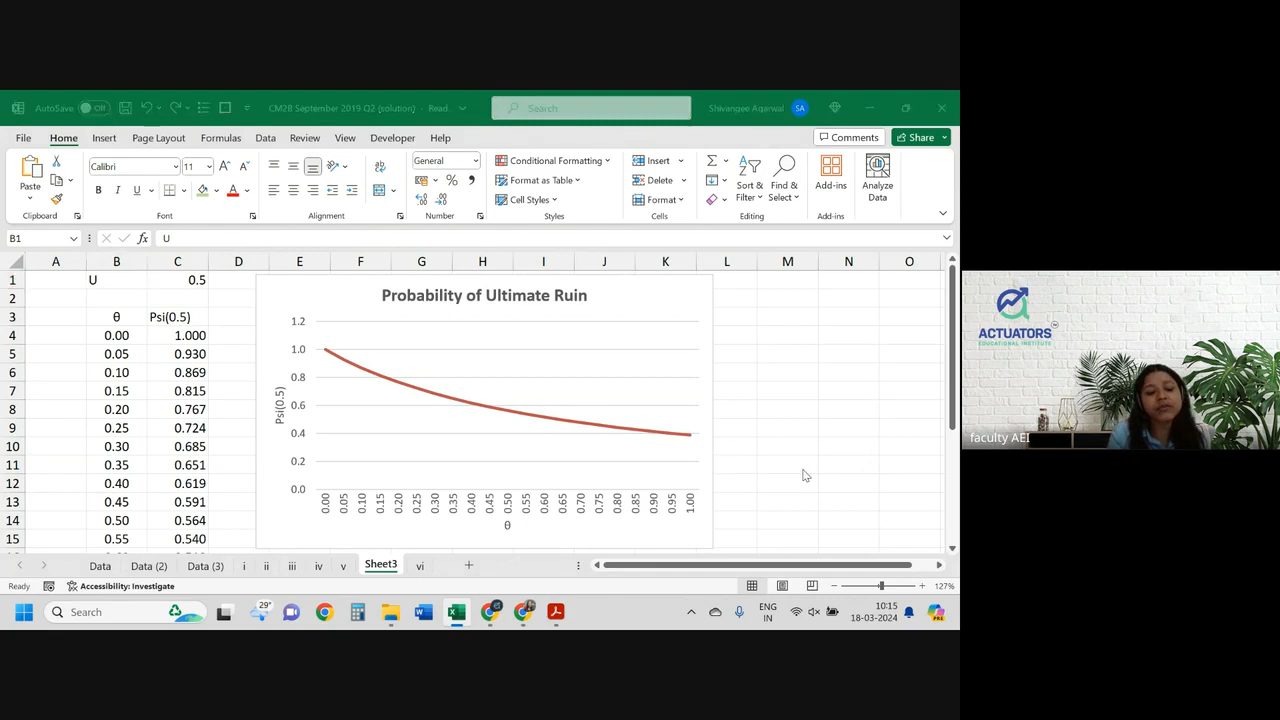 AutoSave Off CM2B September 2019 Q2 (solution) - Read... Search Shivangee Agarwal SA
File Home Insert Page Layout Formulas Data Review View Developer Help Comments Share
Paste Calibri 11 General Conditional Formatting Insert Sort & Filter Find & Select Add-ins Analyze Data
Format as Table Delete
Cell Styles Format
Clipboard Font Alignment Number Styles Cells Editing Add-ins
B1 fx U
A B C D E F G H I J K L M N O
1 U 0.5
2
3 θ Psi(0.5)
4 0.00 1.000
5 0.05 0.930
6 0.10 0.869
7 0.15 0.815
8 0.20 0.767
9 0.25 0.724
10 0.30 0.685
11 0.35 0.651
12 0.40 0.619
13 0.45 0.591
14 0.50 0.564
15 0.55 0.540
Probability of Ultimate Ruin
1.2
1.0
0.8
0.6
0.4
0.2
0.0
Psi(0.5)
0.00 0.05 0.10 0.15 0.20 0.25 0.30 0.35 0.40 0.45 0.50 0.55 0.60 0.65 0.70 0.75 0.80 0.85 0.90 0.95 1.00
θ
Data Data (2) Data (3) i ii iii iv v Sheet3 vi
Ready Accessibility: Investigate 127%
Search 29° ENG IN 10:15 18-03-2024
ACTUATORS
EDUCATIONAL INSTITUTE
faculty AEI